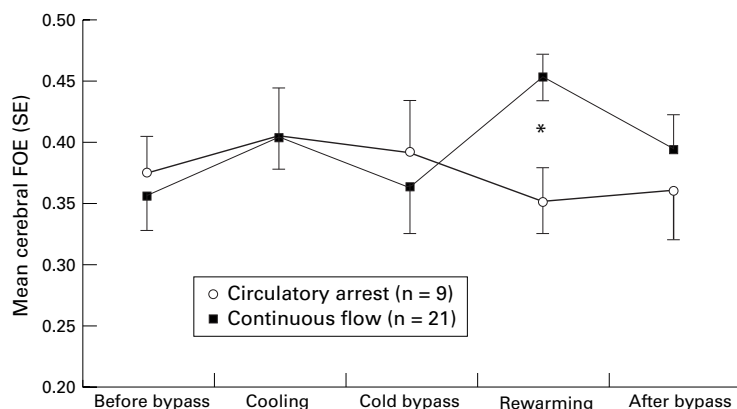 Mean cerebral FOE (SE)
0.50
0.45
0.40
0.35
0.30
0.25
0.20
*
Circulatory arrest (n = 9)
Continuous flow (n = 21)
Before bypass Cooling Cold bypass Rewarming After bypass